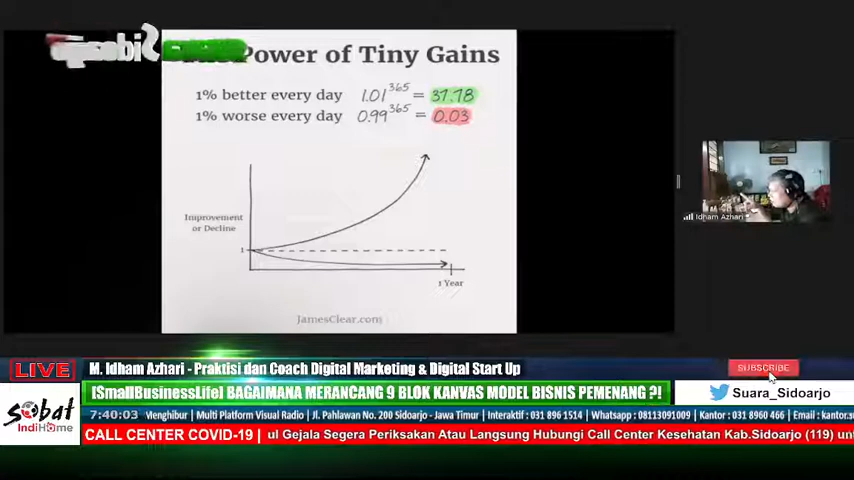 The Power of Tiny Gains
1% better every day 1.01^365 = 37.78
1% worse every day 0.99^365 = 0.03
Improvement
or Decline
1
1 Year
JamesClear.com
Idham Azhari
LIVE
M. Idham Azhari - Praktisi dan Coach Digital Marketing & Digital Start Up
SUBSCRIBE
[SmallBusinessLife] BAGAIMANA MERANCANG 9 BLOK KANVAS MODEL BISNIS PEMENANG ?!
Suara_Sidoarjo
Sobat
IndiHome
7:40:03 Menghibur | Multi Platform Visual Radio | Jl. Pahlawan No. 200 Sidoarjo - Jawa Timur | Interaktif : 031 896 1514 | Whatsapp : 08113091009 | Kantor : 031 8960 466 | Email : kantor.s
CALL CENTER COVID-19 | ul Gejala Segera Periksakan Atau Langsung Hubungi Call Center Kesehatan Kab.Sidoarjo (119) unt